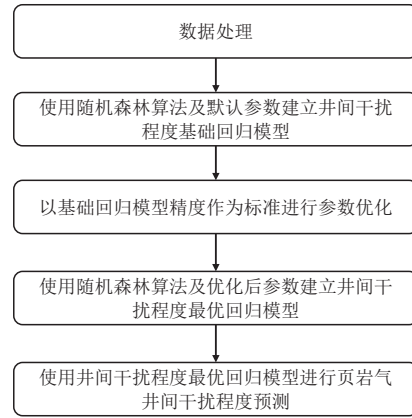 数据处理
使用随机森林算法及默认参数建立井间干扰
程度基础回归模型
以基础回归模型精度作为标准进行参数优化
使用随机森林算法及优化后参数建立井间干
扰程度最优回归模型
使用井间干扰程度最优回归模型进行页岩气
井间干扰程度预测